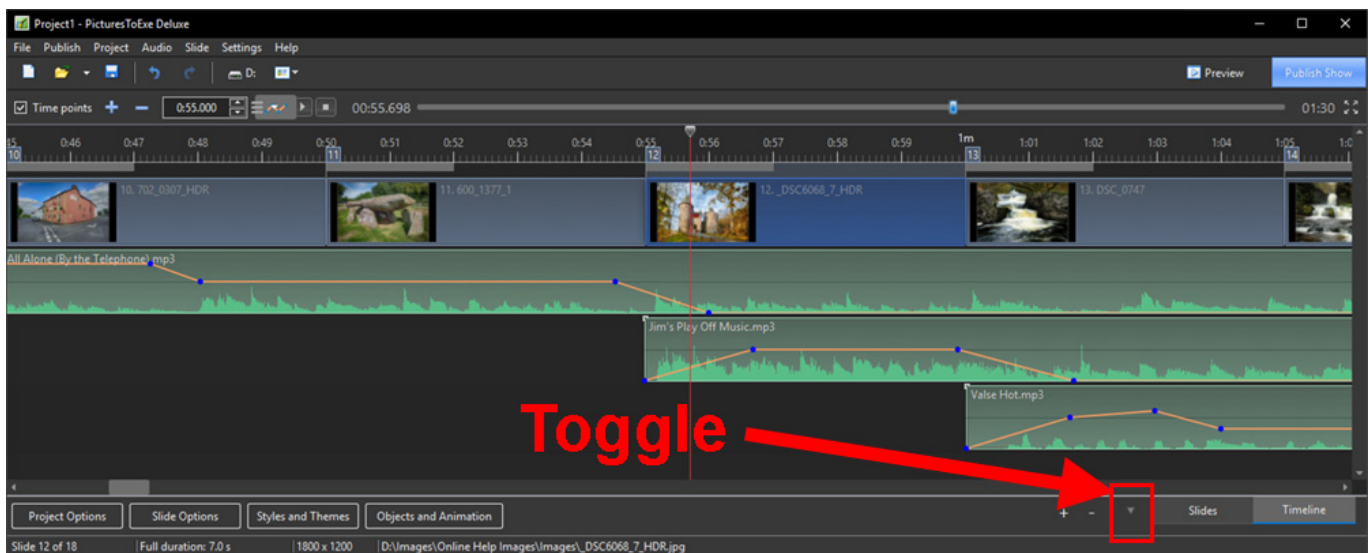 Project1 - PicturesToExe Deluxe
File Publish Project Audio Slide Settings Help
D: Preview Publish Show
Time points 0:55.000 00:55.698 01:30
45 0:46 0:47 0:48 0:49 0:50 0:51 0:52 0:53 0:54 0:55 0:56 0:57 0:58 0:59 1m 1:01 1:02 1:03 1:04 1:05 1:0
10 11 12 13 14
10. 702_0307_HDR 11. 600_1377_1 12. _DSC6068_7_HDR 13. DSC_0747
All Alone (By the Telephone).mp3
Jim's Play Off Music.mp3
Valse Hot.mp3
Toggle
Project Options Slide Options Styles and Themes Objects and Animation + - Slides Timeline
Slide 12 of 18 Full duration: 7.0 s 1800 x 1200 D:\Images\Online Help Images\Images\_DSC6068_7_HDR.jpg